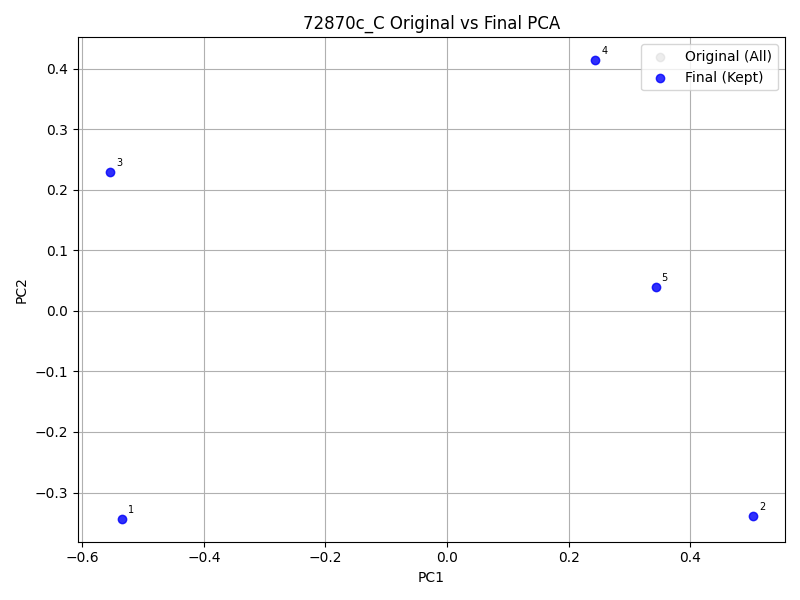 72870c_C Original vs Final PCA
Original (All)
Final (Kept)
4
3
5
1
2
PC2
0.4
0.3
0.2
0.1
0.0
−0.1
−0.2
−0.3
−0.6 −0.4 −0.2 0.0 0.2 0.4
PC1